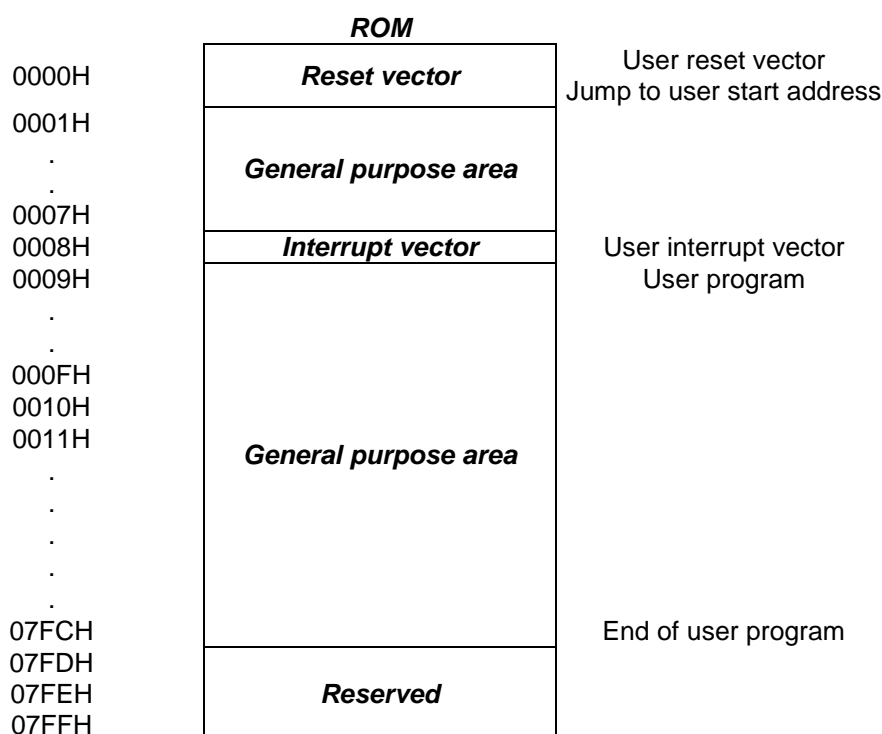 ROM
0000H Reset vector User reset vector
Jump to user start address
0001H
.
General purpose area
.
0007H
0008H Interrupt vector User interrupt vector
0009H User program
.
.
000FH
0010H
0011H
General purpose area
.
.
.
.
.
07FCH End of user program
07FDH
07FEH Reserved
07FFH